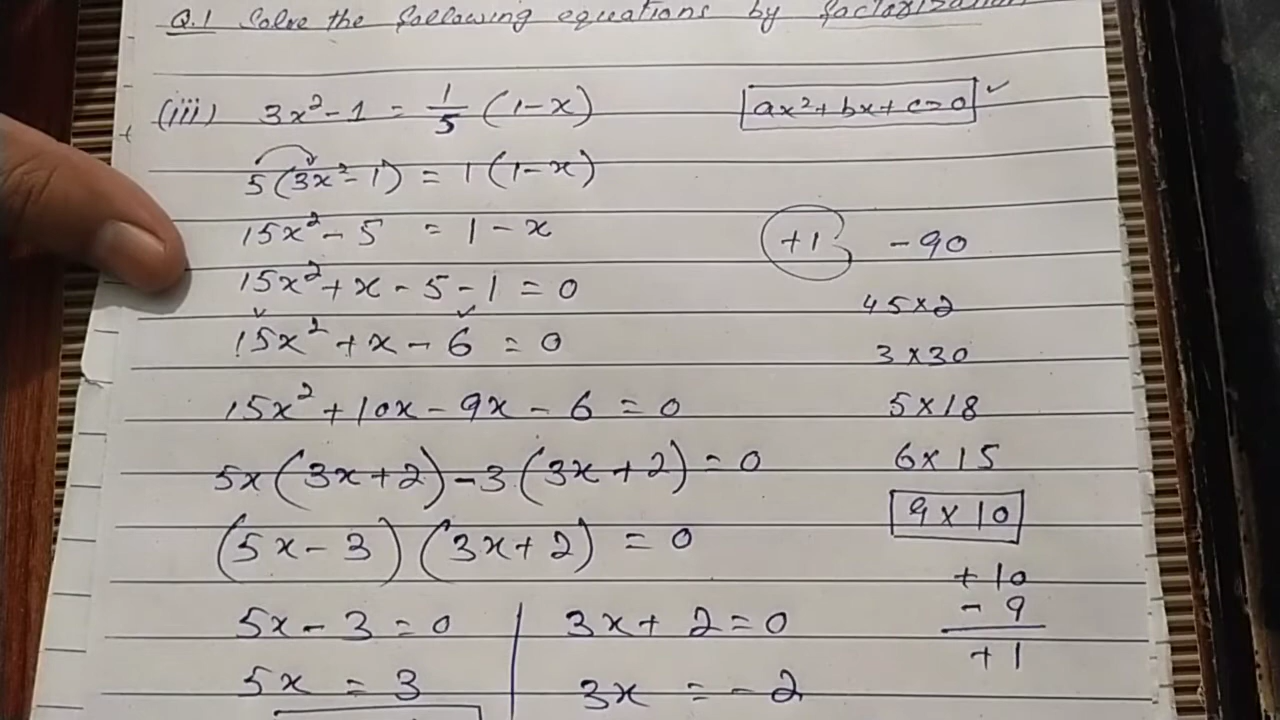 Q.1 Solve the following equations by factorization
(iii) 3x² - 1 = 1/5 (1 - x)
ax² + bx + c = 0 ✓
5(3x² - 1) = 1(1 - x)
15x² - 5 = 1 - x
+1 -90
15x² + x - 5 - 1 = 0
45 × 2
15x² + x - 6 = 0
3 × 30
15x² + 10x - 9x - 6 = 0
5 × 18
5x(3x + 2) - 3(3x + 2) = 0
6 × 15
9 × 10
(5x - 3)(3x + 2) = 0
+10
- 9
+1
5x - 3 = 0 | 3x + 2 = 0
5x = 3 | 3x = -2